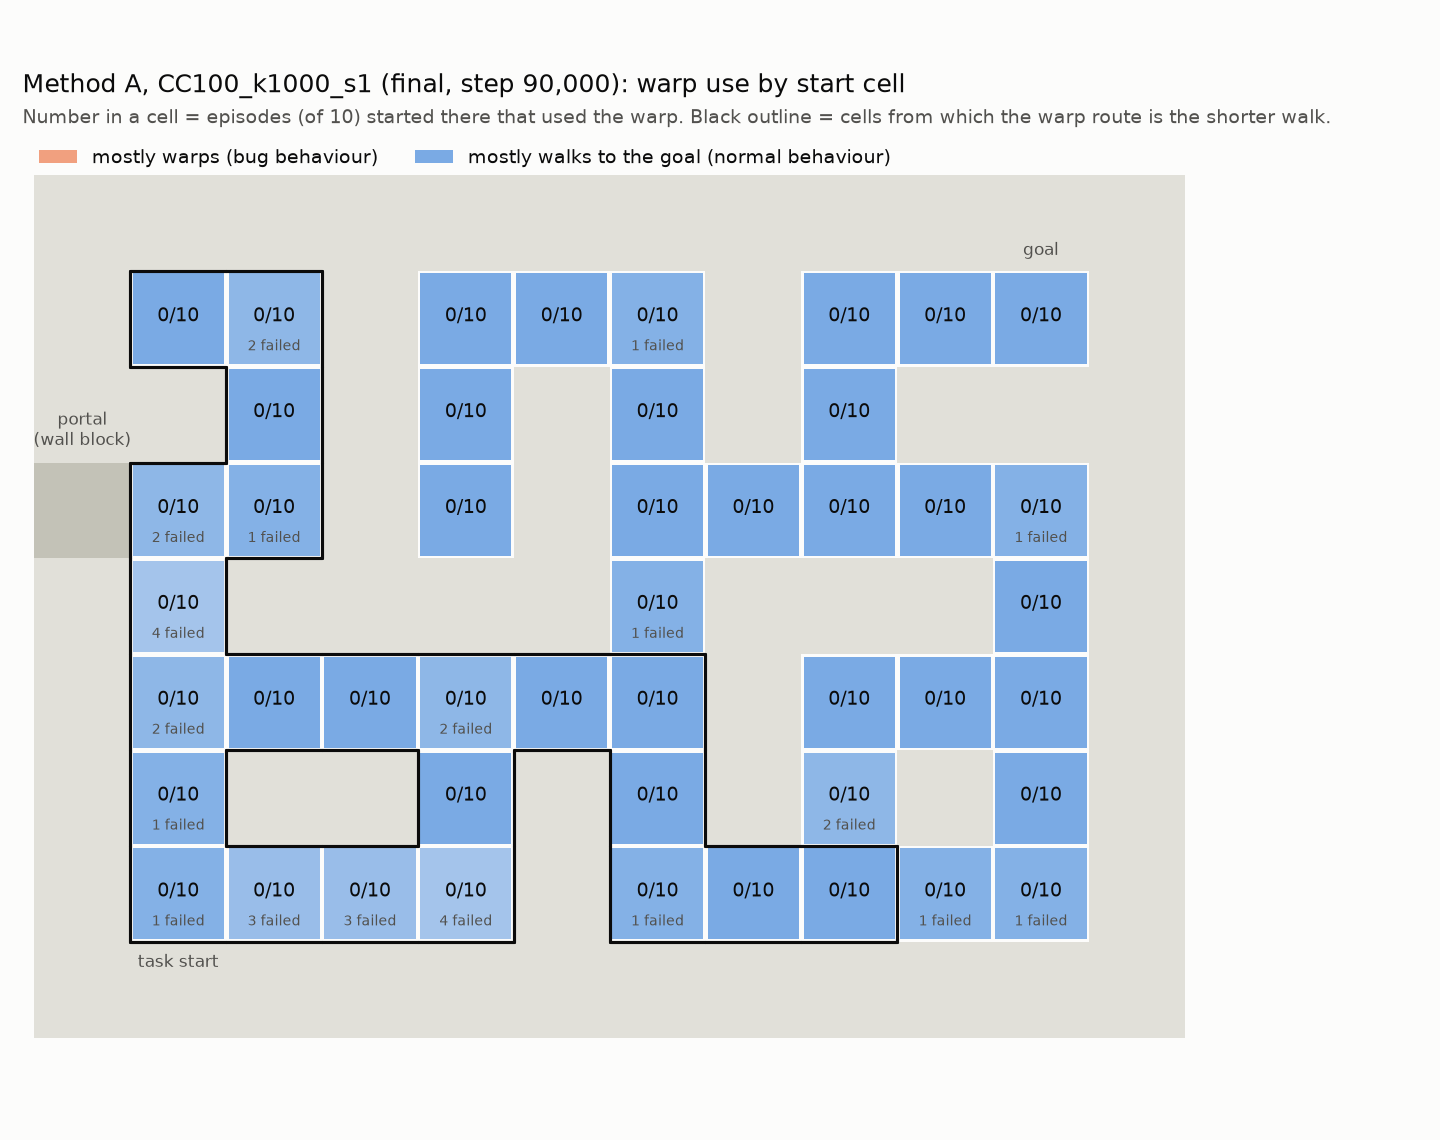 Method A, CC100_k1000_s1 (final, step 90,000): warp use by start cell
Number in a cell = episodes (of 10) started there that used the warp. Black outline = cells from which the warp route is the shorter walk.
mostly warps (bug behaviour) mostly walks to the goal (normal behaviour)
goal
0/10 0/10 0/10 0/10 0/10 0/10 0/10 0/10
2 failed 1 failed
0/10 0/10 0/10 0/10
portal
(wall block)
0/10 0/10 0/10 0/10 0/10 0/10 0/10 0/10
2 failed 1 failed 1 failed
0/10 0/10 0/10
4 failed 1 failed
0/10 0/10 0/10 0/10 0/10 0/10 0/10 0/10 0/10
2 failed 2 failed
0/10 0/10 0/10 0/10 0/10
1 failed 2 failed
0/10 0/10 0/10 0/10 0/10 0/10 0/10 0/10 0/10
1 failed 3 failed 3 failed 4 failed 1 failed 1 failed 1 failed
task start